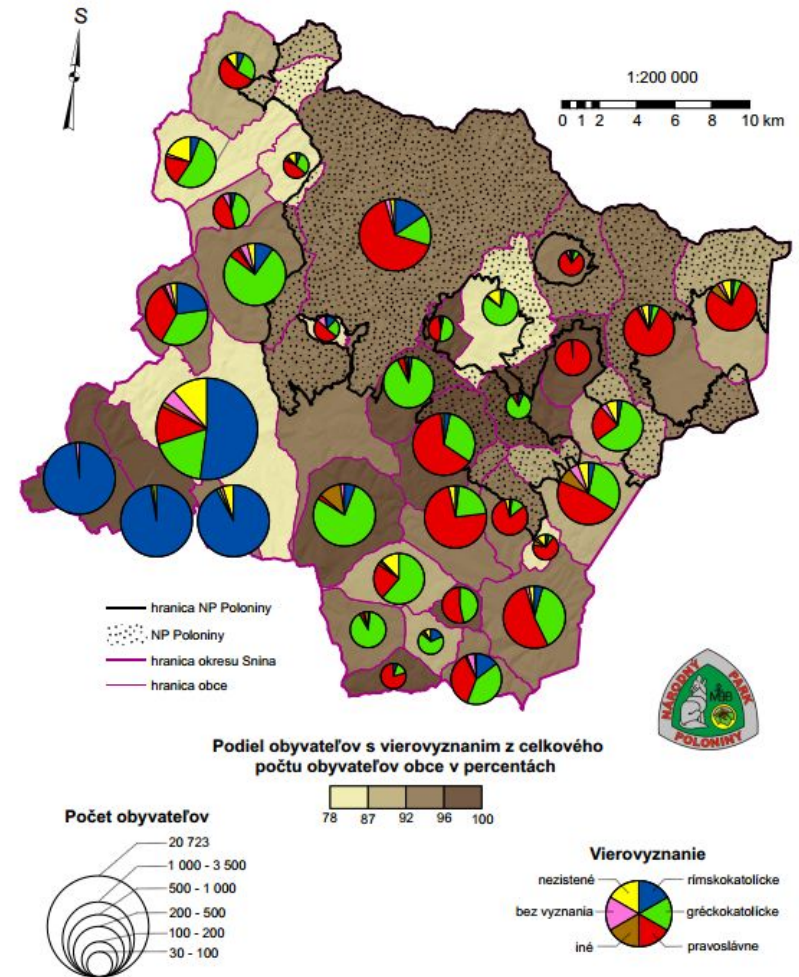 S
1:200 000
0 1 2 4 6 8 10 km
hranica NP Poloniny
NP Poloniny
hranica okresu Snina
hranica obce
NÁRODNÝ PARK
POLONINY
Podiel obyvateľov s vierovyznaním z celkového
počtu obyvateľov obce v percentách
78 87 92 96 100
Počet obyvateľov
20 723
1 000 - 3 500
500 - 1 000
200 - 500
100 - 200
30 - 100
Vierovyznanie
nezistené
rímskokatolícke
bez vyznania
gréckokatolícke
iné
pravoslávne